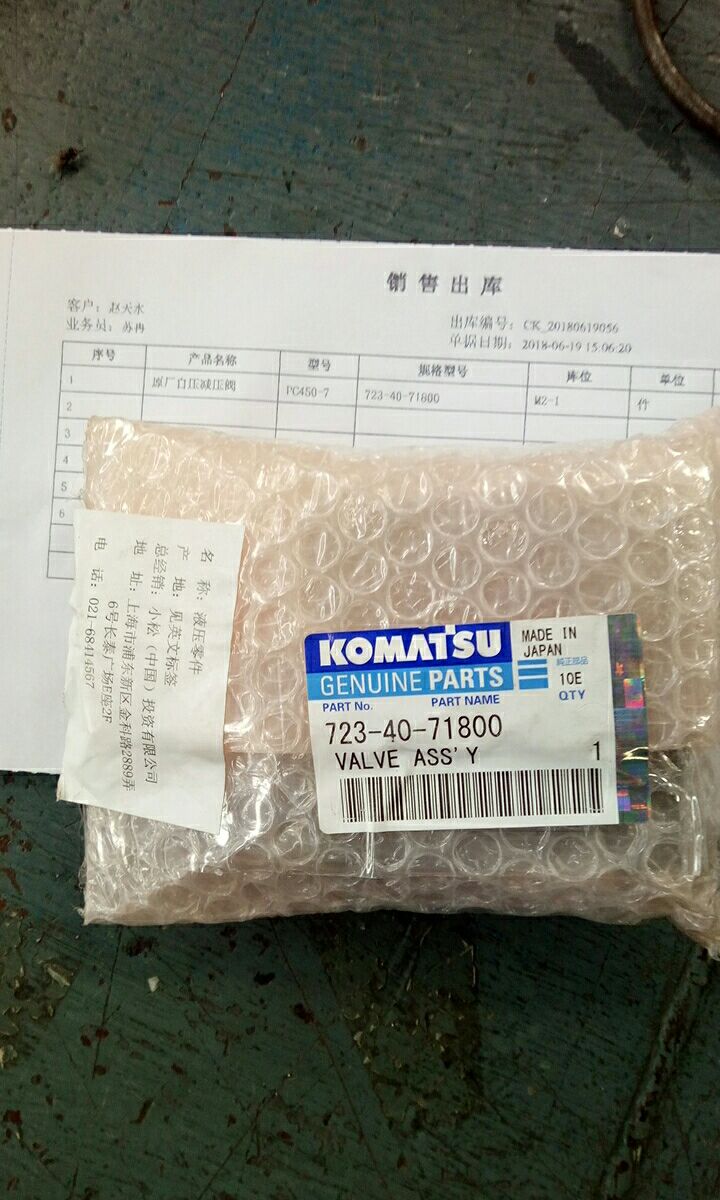 销售出库
客户: 赵天水
业务员: 苏冉
出库编号: CK_20180619056
单据日期: 2018-06-19 15:06:20
序号 产品名称 型号 规格型号 库位 单位
1 原厂自压减压阀 PC450-7 723-40-71800 M2-1 件
2
3
4
5
6
名 称: 液压零件
产 地: 见英文标签
总经销: 小松（中国）投资有限公司
地 址: 上海市浦东新区金科路2889弄
6号长泰广场E座2F
电 话: 021-68414567
KOMATSU
GENUINE PARTS
MADE IN
JAPAN
純正部品
10E
QTY
PART No. PART NAME
723-40-71800
VALVE ASS'Y 1